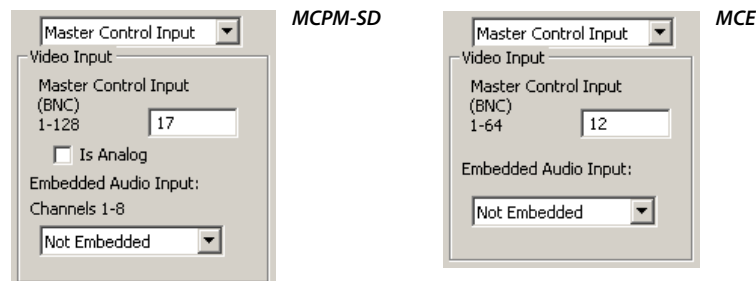 Master Control Input
MCPM-SD
Video Input
Master Control Input
(BNC)
1-128
17
Is Analog
Embedded Audio Input:
Channels 1-8
Not Embedded
Master Control Input
MCE
Video Input
Master Control Input
(BNC)
1-64
12
Embedded Audio Input:
Not Embedded